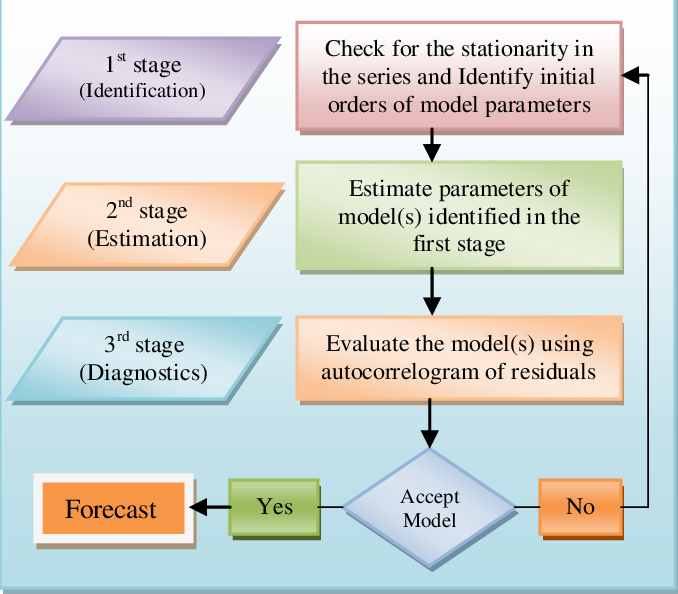 1st stage
(Identification)
Check for the stationarity in
the series and Identify initial
orders of model parameters
2nd stage
(Estimation)
Estimate parameters of
model(s) identified in the
first stage
3rd stage
(Diagnostics)
Evaluate the model(s) using
autocorrelogram of residuals
Forecast
Yes
Accept
Model
No